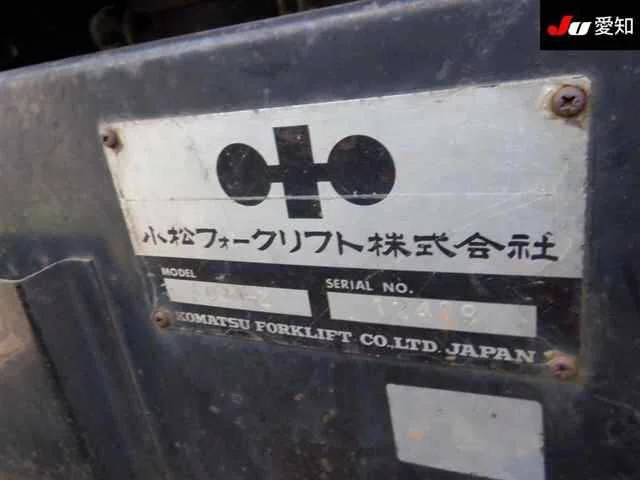 JU 愛知
小松フォークリフト株式会社
MODEL SERIAL NO.
KOMATSU FORKLIFT CO.LTD.JAPAN